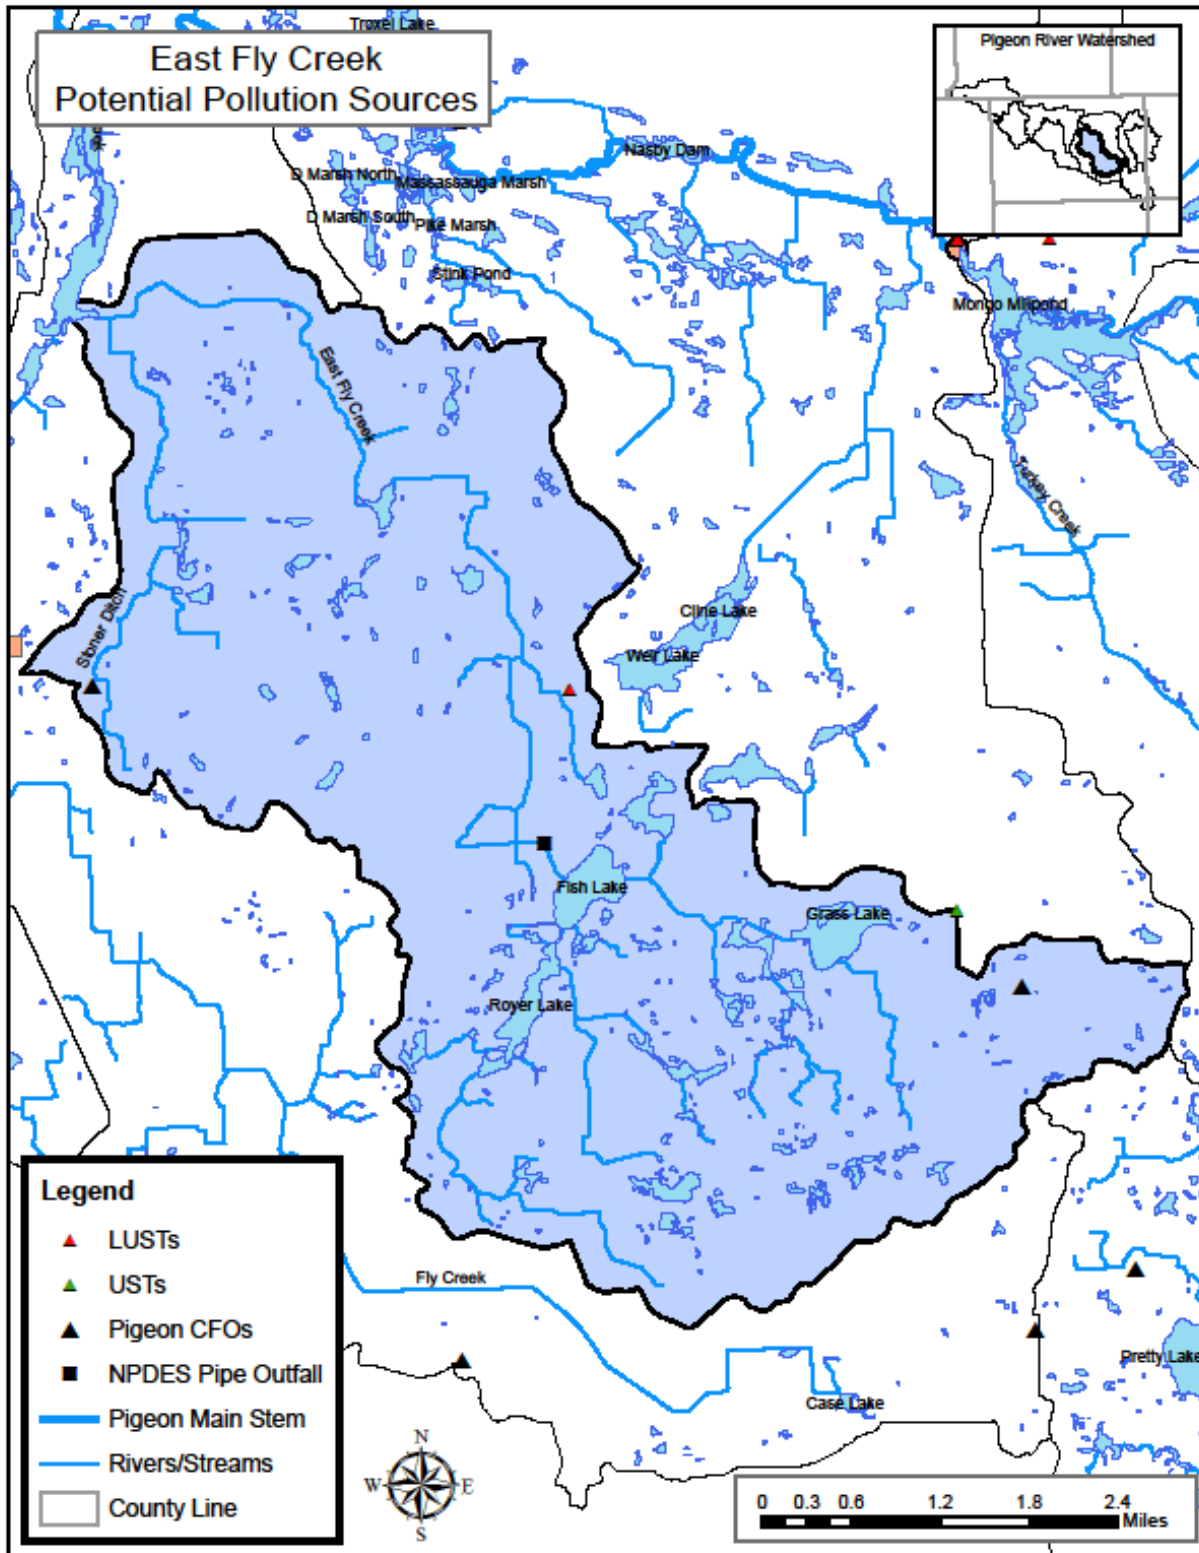 Troxel Lake
East Fly Creek
Potential Pollution Sources
Pigeon River Watershed
Nasby Dam
D Marsh North
Massassauga Marsh
D Marsh South
Pike Marsh
Stink Pond
Mongo Millpond
East Fly Creek
Turkey Creek
Stoner Ditch
Cline Lake
Weir Lake
Fish Lake
Grass Lake
Royer Lake
Fly Creek
Pretty Lake
Case Lake
Legend
LUSTs
USTs
Pigeon CFOs
NPDES Pipe Outfall
Pigeon Main Stem
Rivers/Streams
County Line
N
W E
S
0 0.3 0.6 1.2 1.8 2.4
Miles